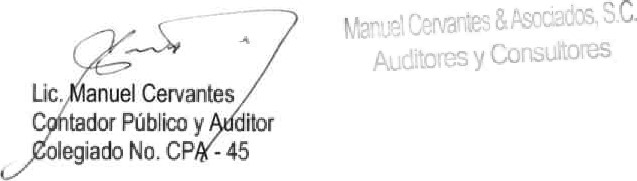 Manuel Cervantes & Asociados, S.C.
Auditores y Consultores
Lic. Manuel Cervantes
Contador Público y Auditor
Colegiado No. CPA - 45